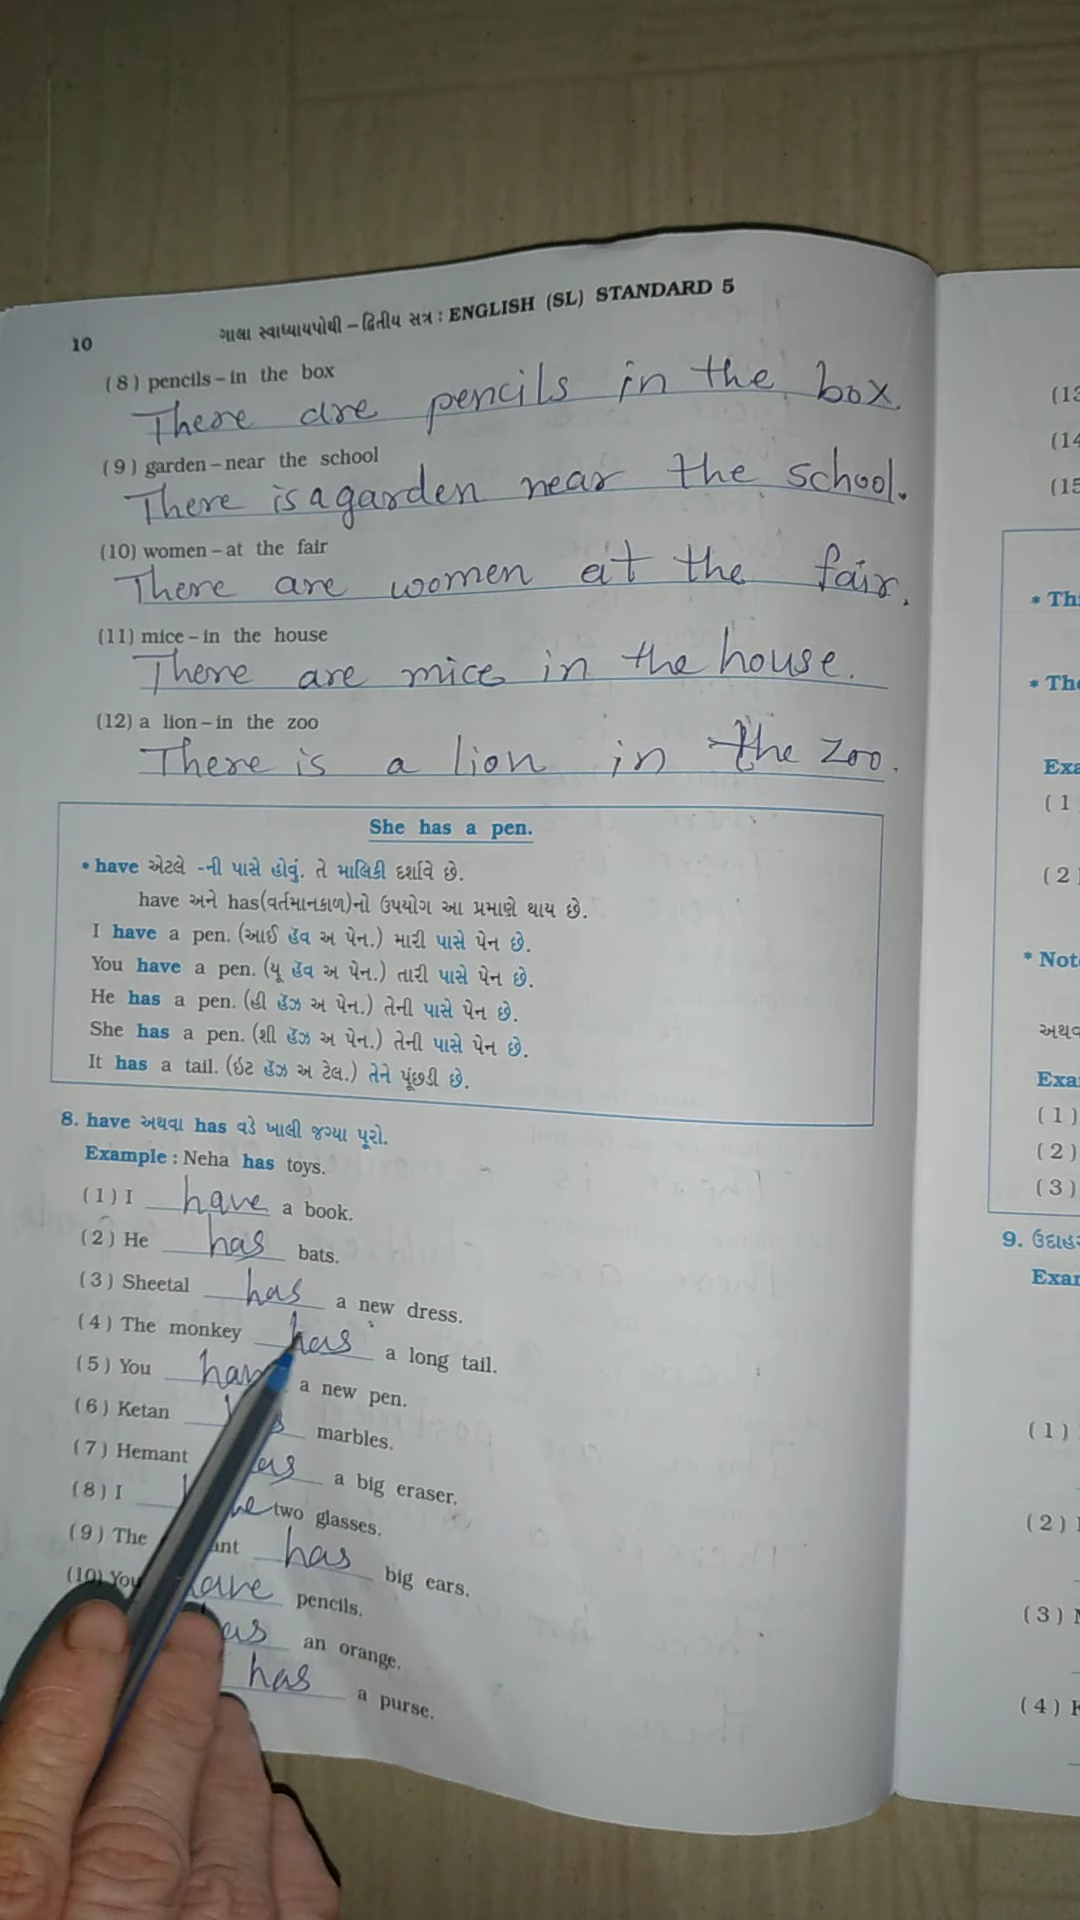 10
ગાલા સ્વાધ્યાયપોથી – દ્વિતીય સત્ર : ENGLISH (SL) STANDARD 5
(8) pencils – in the box
There are pencils in the box.
(9) garden – near the school
There is a garden near the school.
(10) women – at the fair
There are women at the fair.
(11) mice – in the house
There are mice in the house.
(12) a lion – in the zoo
There is a lion in the zoo.
She has a pen.
* have એટલે -ની પાસે હોવું. તે માલિકી દર્શાવે છે.
have અને has(વર્તમાનકાળ)નો ઉપયોગ આ પ્રમાણે થાય છે.
I have a pen. (આઈ હૅવ અ પેન.) મારી પાસે પેન છે.
You have a pen. (યૂ હૅવ અ પેન.) તારી પાસે પેન છે.
He has a pen. (હી હૅઝ અ પેન.) તેની પાસે પેન છે.
She has a pen. (શી હૅઝ અ પેન.) તેની પાસે પેન છે.
It has a tail. (ઇટ હૅઝ અ ટેલ.) તેને પૂંછડી છે.
8. have અથવા has વડે ખાલી જગ્યા પૂરો.
Example : Neha has toys.
(1) I have a book.
(2) He has bats.
(3) Sheetal has a new dress.
(4) The monkey has a long tail.
(5) You a new pen.
(6) Ketan marbles.
(7) Hemant a big eraser.
(8) I two glasses.
(9) The has big ears.
(10) You have pencils.
an orange.
has a purse.
(13
(14
(15
* Th
* The
Exa
(1
(2
* Not
અથવ
Exa
(1)
(2)
(3)
9. ઉદાહ
Exa
(1)
(2)
(3)
(4)